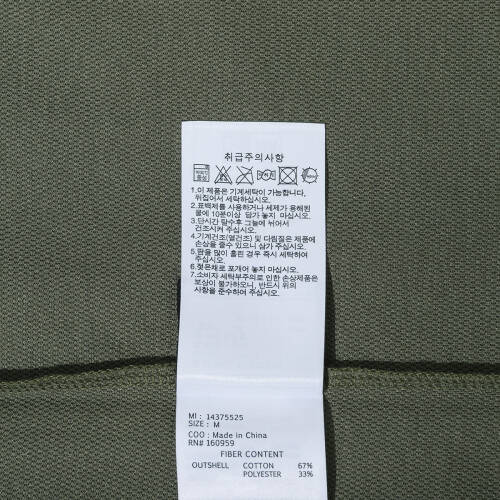 취급주의사항
1.이 제품은 기계세탁이 가능합니다.
뒤집어서 세탁하십시오.
2.표백제를 사용하거나 세제가 용해된
물에 10분이상 담가 놓지 마십시오.
3.단시간 탈수후 그늘에 뉘어서
건조시켜 주십시오.
4.기계건조(열건조) 및 다림질은 제품에
손상을 줄수 있으니 삼가 주십시오.
5.땀을 많이 흘린 경우 즉시 세탁하여
주십시오.
6.젖은채로 포개어 놓지 마십시오.
7.소비자 세탁부주의로 인한 손상제품은
보상이 불가하오니, 반드시 위의
사항을 준수하여 주십시오.
MI : 14375525
SIZE : M
COO : Made in China
RN# 160959
FIBER CONTENT
OUTSHELL COTTON 67%
POLYESTER 33%